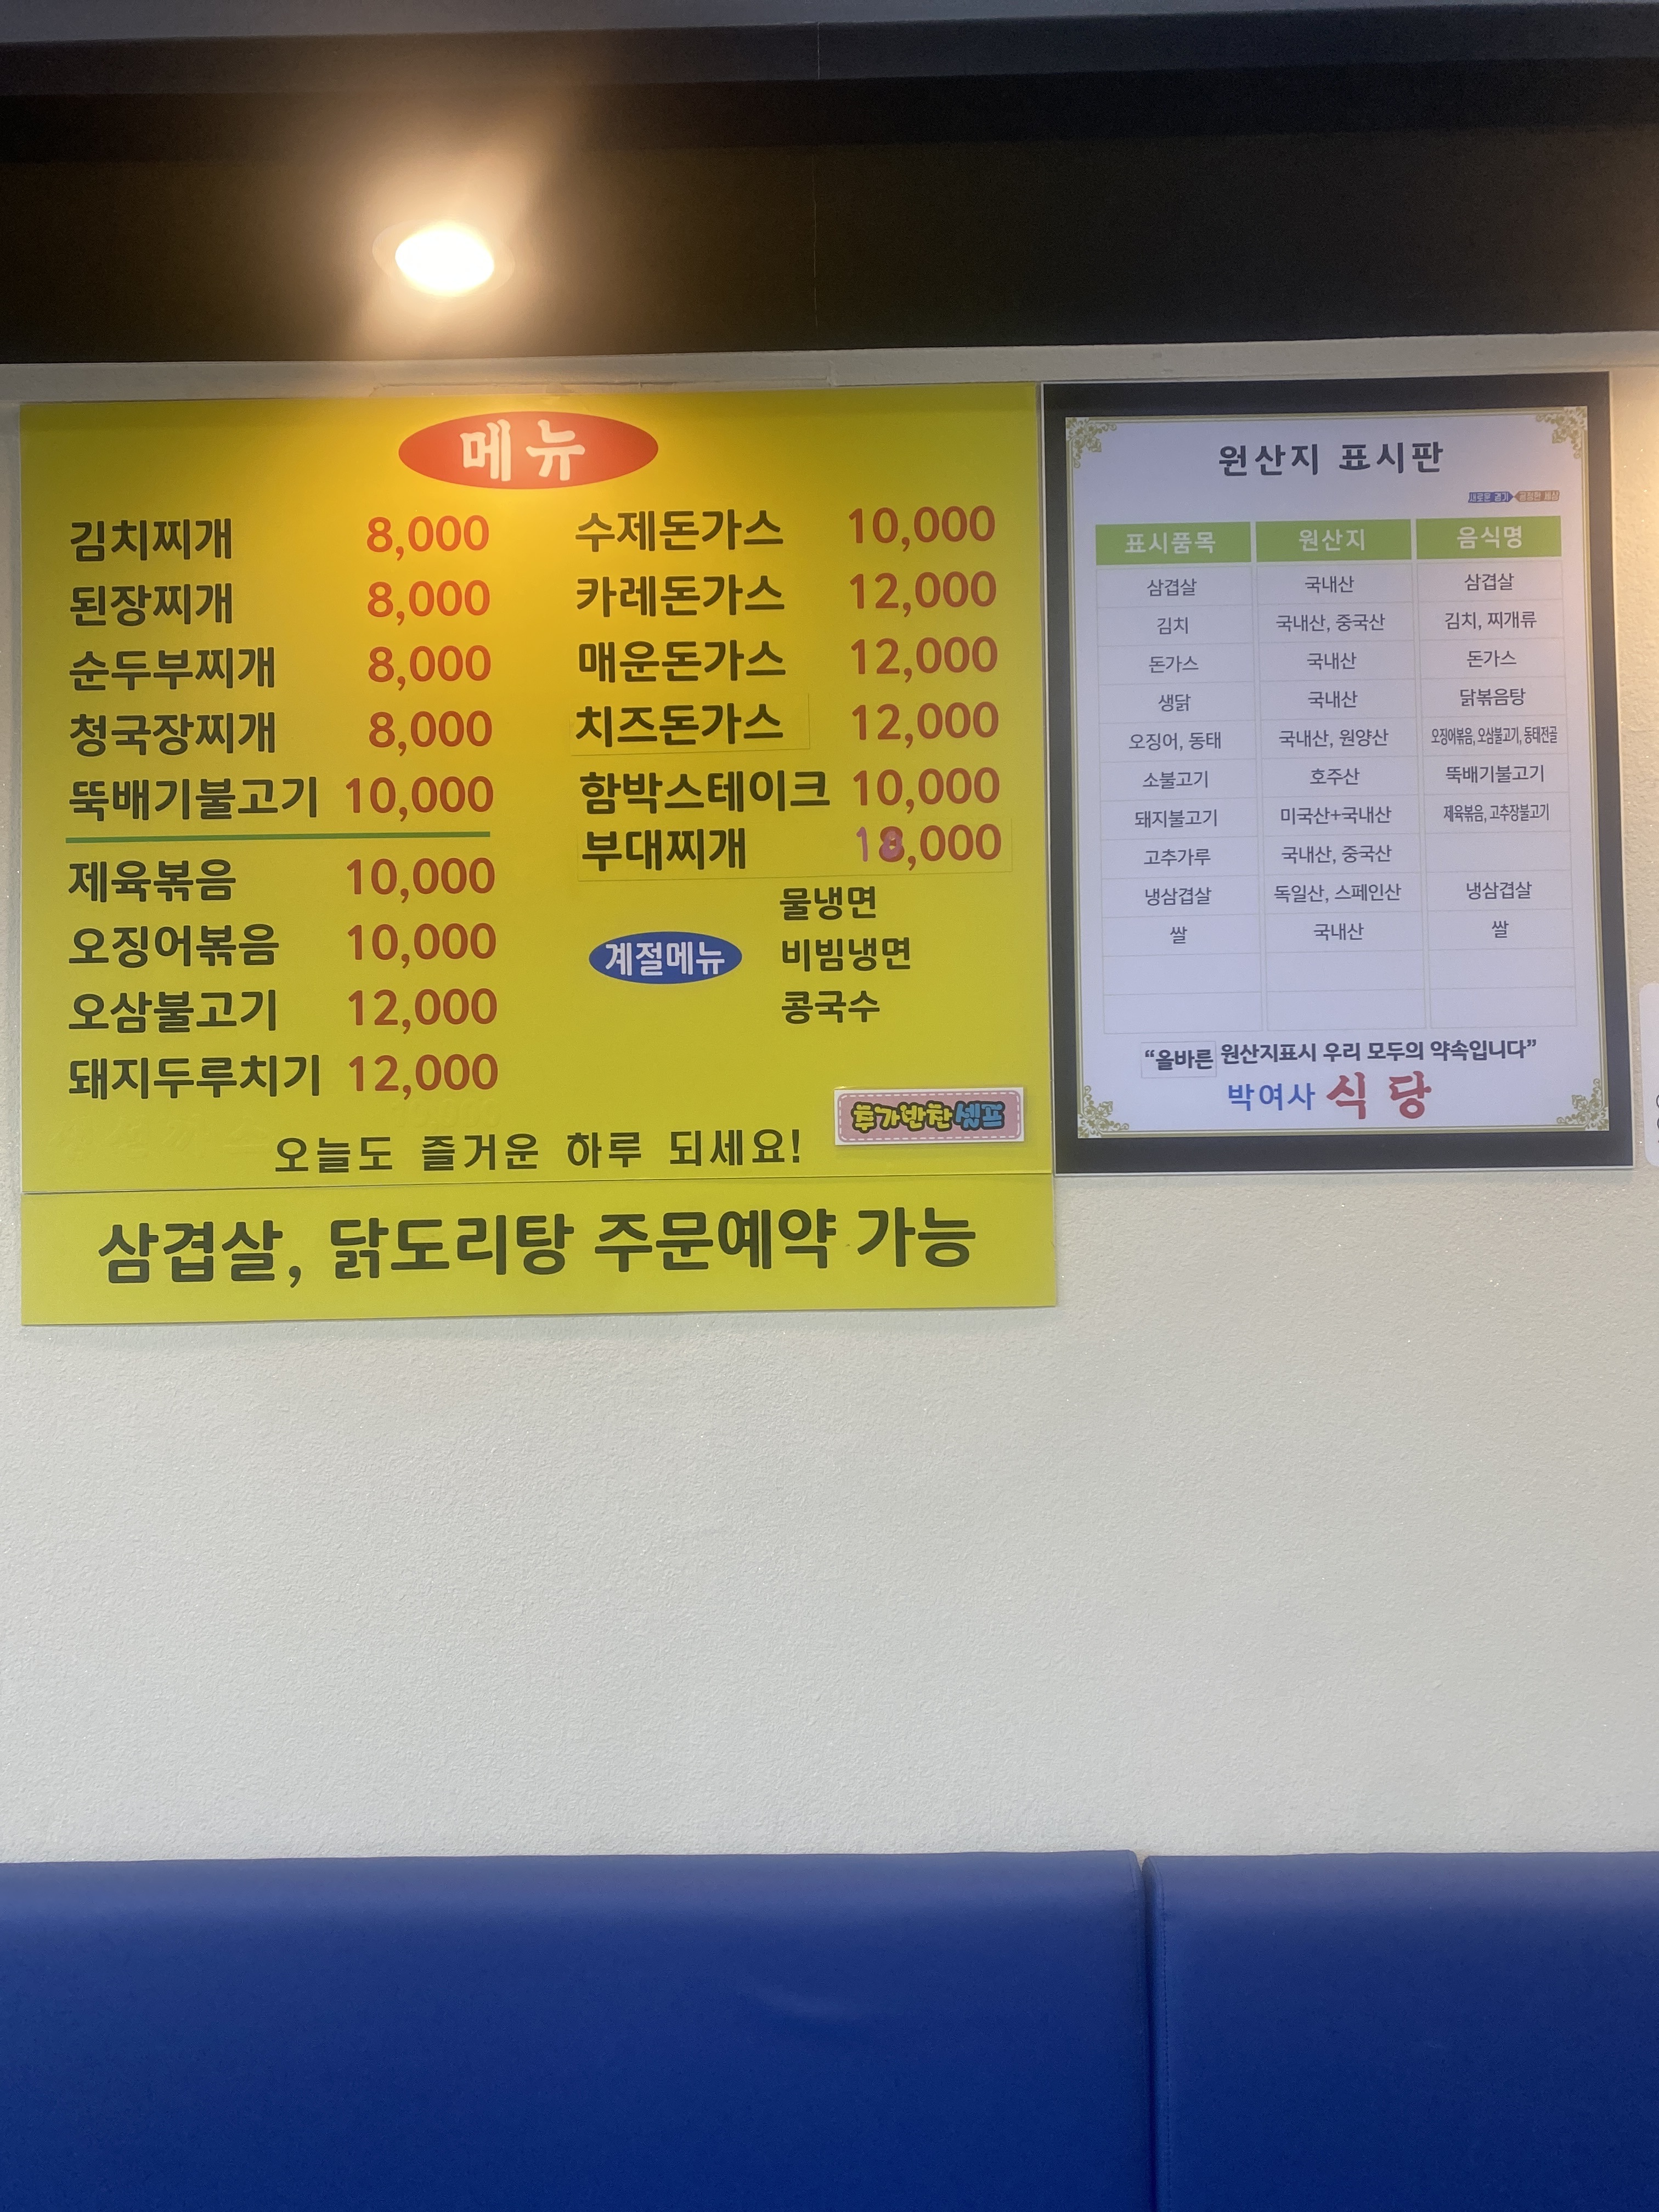 메뉴
김치찌개 8,000
된장찌개 8,000
순두부찌개 8,000
청국장찌개 8,000
뚝배기불고기 10,000
제육볶음 10,000
오징어볶음 10,000
오삼불고기 12,000
돼지두루치기 12,000
수제돈가스 10,000
카레돈가스 12,000
매운돈가스 12,000
치즈돈가스 12,000
함박스테이크 10,000
부대찌개
계절메뉴
물냉면
비빔냉면
콩국수
추가반찬 셀프
오늘도 즐거운 하루 되세요!
삼겹살, 닭도리탕 주문예약 가능
원산지 표시판
새로운 경기 공정한 세상
표시품목 원산지 음식명
삼겹살 국내산 삼겹살
김치 국내산, 중국산 김치, 찌개류
돈가스 국내산 돈가스
생닭 국내산 닭볶음탕
오징어, 동태 국내산, 원양산 오징어볶음, 오삼불고기, 동태전골
소불고기 호주산 뚝배기불고기
돼지불고기 미국산+국내산 제육볶음, 고추장불고기
고추가루 국내산, 중국산
냉삼겹살 독일산, 스페인산 냉삼겹살
쌀 국내산 쌀
“올바른 원산지표시 우리 모두의 약속입니다”
박여사 식당